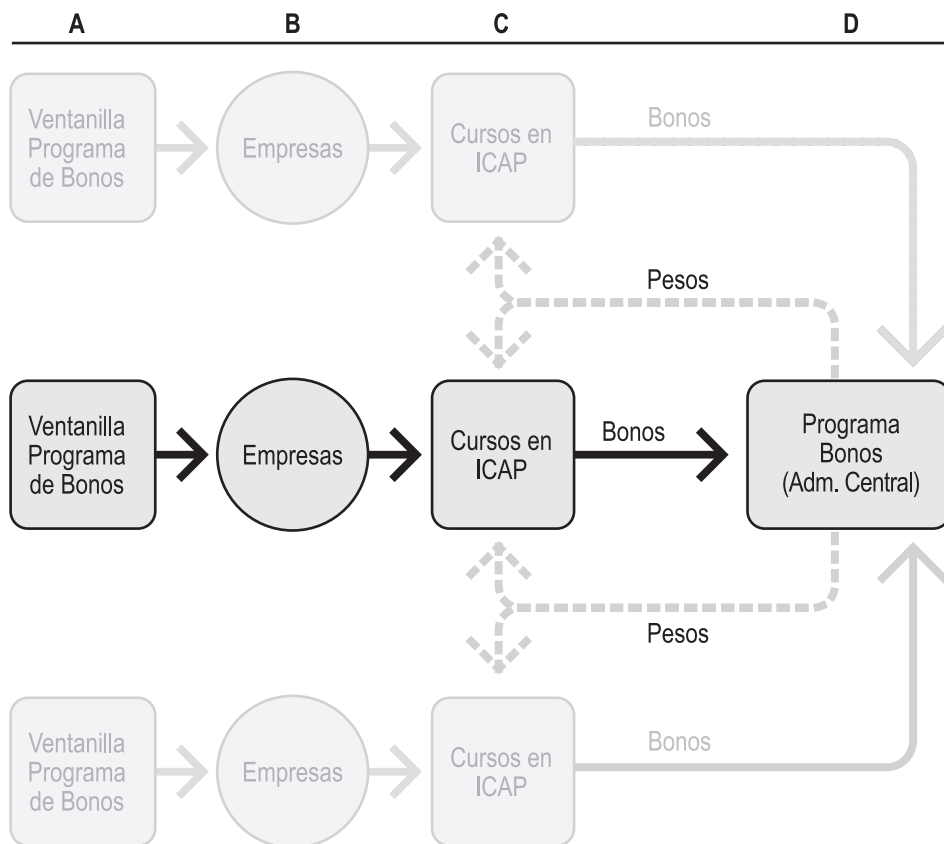 A B C D
Ventanilla
Programa
de Bonos
Empresas
Cursos en
ICAP
Bonos
Pesos
Ventanilla
Programa
de Bonos
Empresas
Cursos en
ICAP
Bonos
Programa
Bonos
(Adm. Central)
Pesos
Ventanilla
Programa
de Bonos
Empresas
Cursos en
ICAP
Bonos